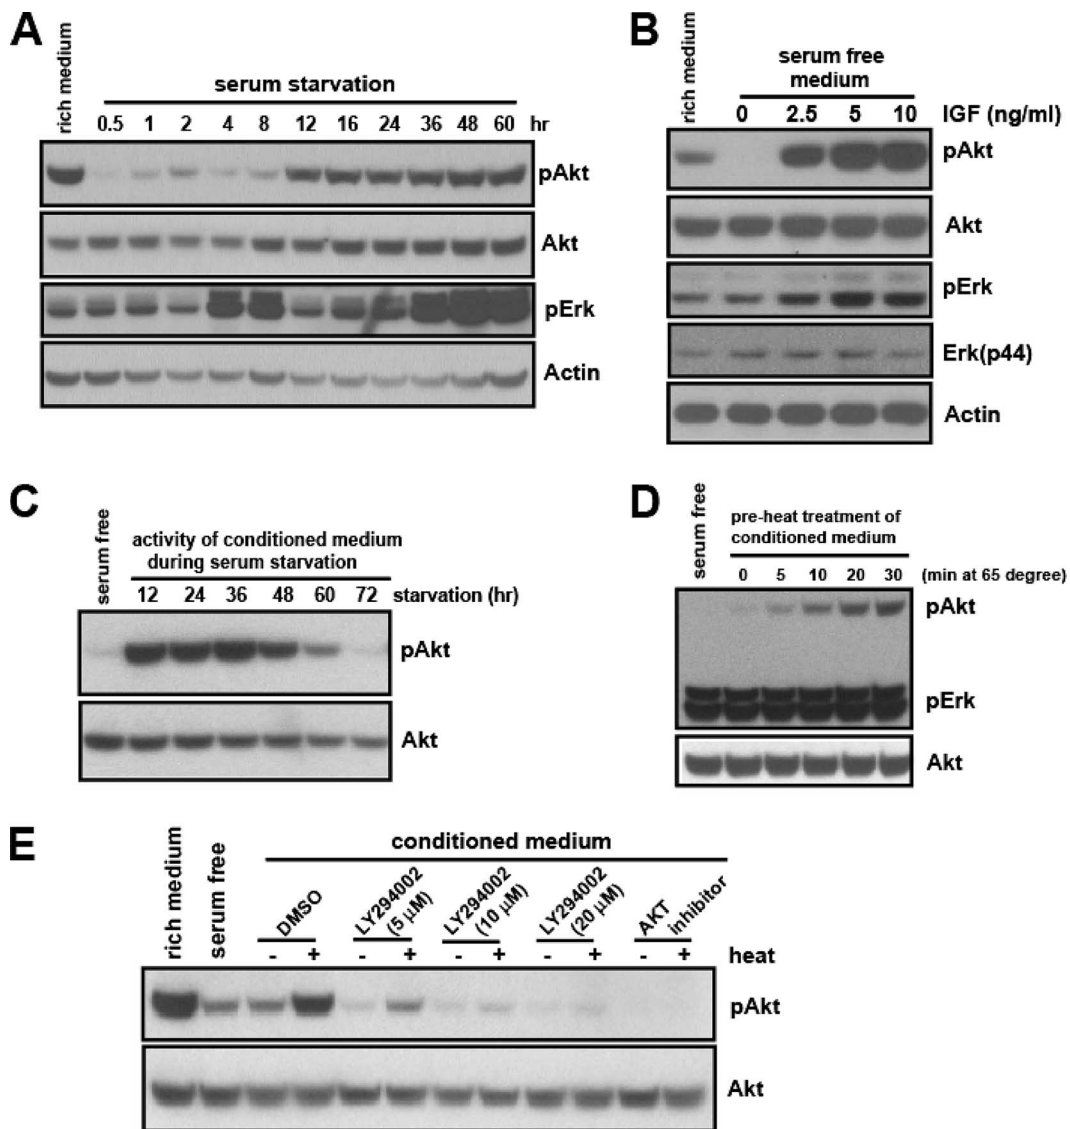 A
rich medium
serum starvation
0.5 1 2 4 8 12 16 24 36 48 60 hr
pAkt
Akt
pErk
Actin
B
rich medium
serum free
medium
0 2.5 5 10 IGF (ng/ml)
pAkt
Akt
pErk
Erk(p44)
Actin
C
serum free
activity of conditioned medium
during serum starvation
12 24 36 48 60 72 starvation (hr)
pAkt
Akt
D
serum free
pre-heat treatment of
conditioned medium
0 5 10 20 30 (min at 65 degree)
pAkt
pErk
Akt
E
rich medium
serum free
conditioned medium
DMSO
LY294002
(5 μM)
LY294002
(10 μM)
LY294002
(20 μM)
AKT
inhibitor
- + - + - + - + - + heat
pAkt
Akt